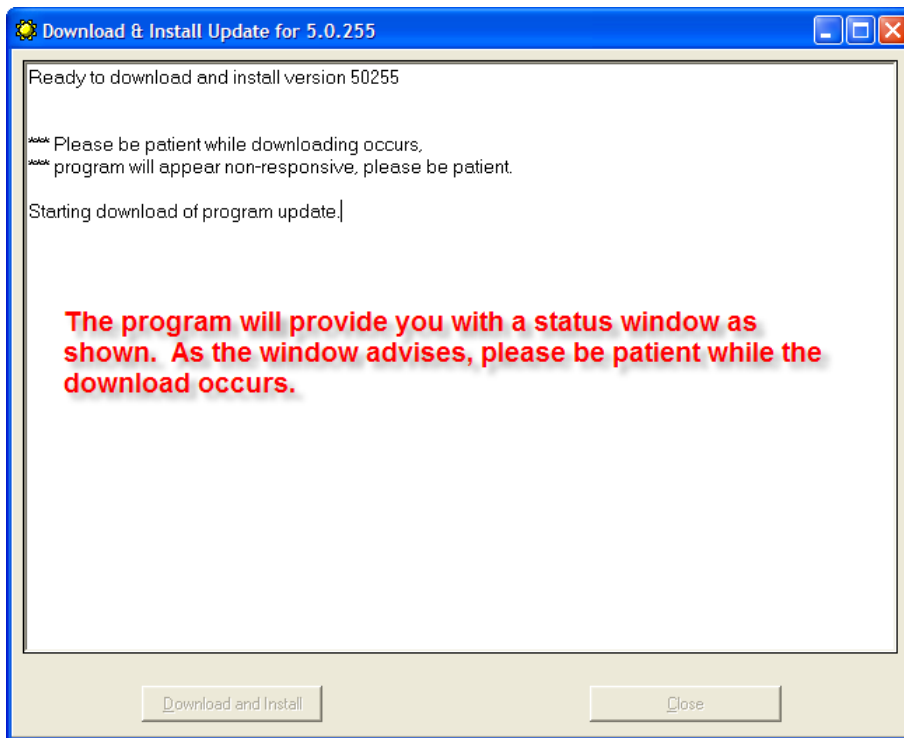 Download & Install Update for 5.0.255
Ready to download and install version 50255
*** Please be patient while downloading occurs,
*** program will appear non-responsive, please be patient.
Starting download of program update.
The program will provide you with a status window as
shown.  As the window advises, please be patient while the
download occurs.
Download and Install
Close